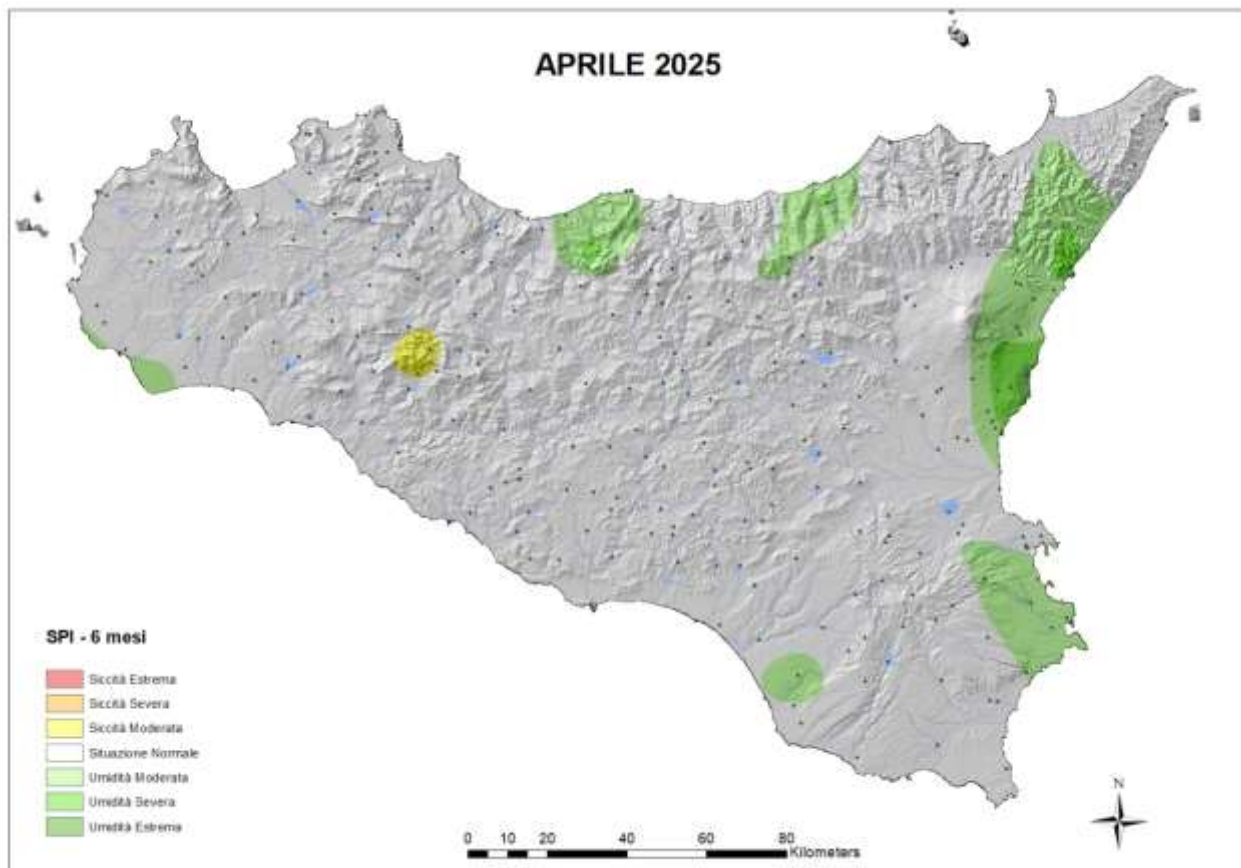 APRILE 2025
SPI - 6 mesi
Siccità Estrema
Siccità Severa
Siccità Moderata
Situazione Normale
Umidità Moderata
Umidità Severa
Umidità Estrema
N
0 10 20 40 60 80
Kilometers